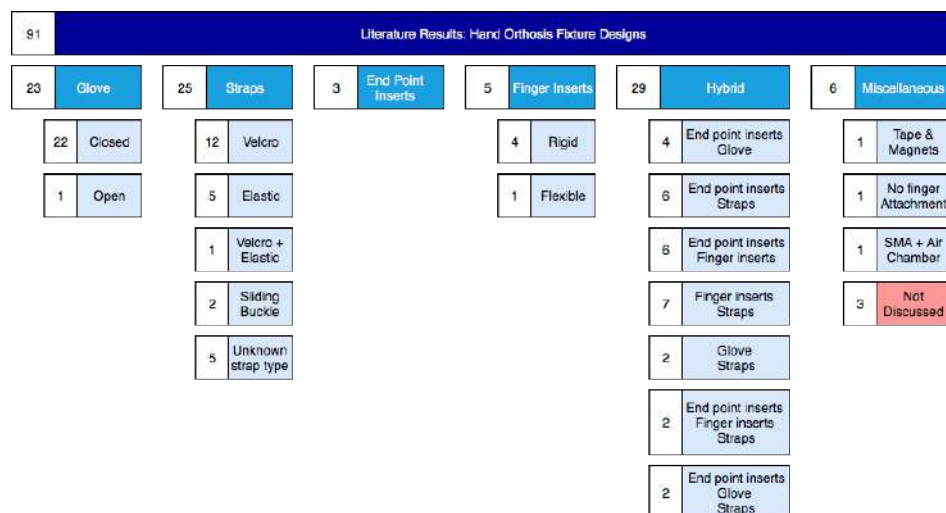 91
Literature Results: Hand Orthosis Fixture Designs
23
Glove
25
Straps
3
End Point
Inserts
5
Finger Inserts
29
Hybrid
6
Miscellaneous
22
Closed
1
Open
12
Velcro
5
Elastic
1
Velcro +
Elastic
2
Sliding
Buckle
5
Unknown
strap type
4
Rigid
1
Flexible
4
End point inserts
Glove
6
End point inserts
Straps
6
End point inserts
Finger inserts
7
Finger inserts
Straps
2
Glove
Straps
2
End point inserts
Finger inserts
Straps
2
End point inserts
Glove
Straps
1
Tape &
Magnets
1
No finger
Attachment
1
SMA + Air
Chamber
3
Not
Discussed